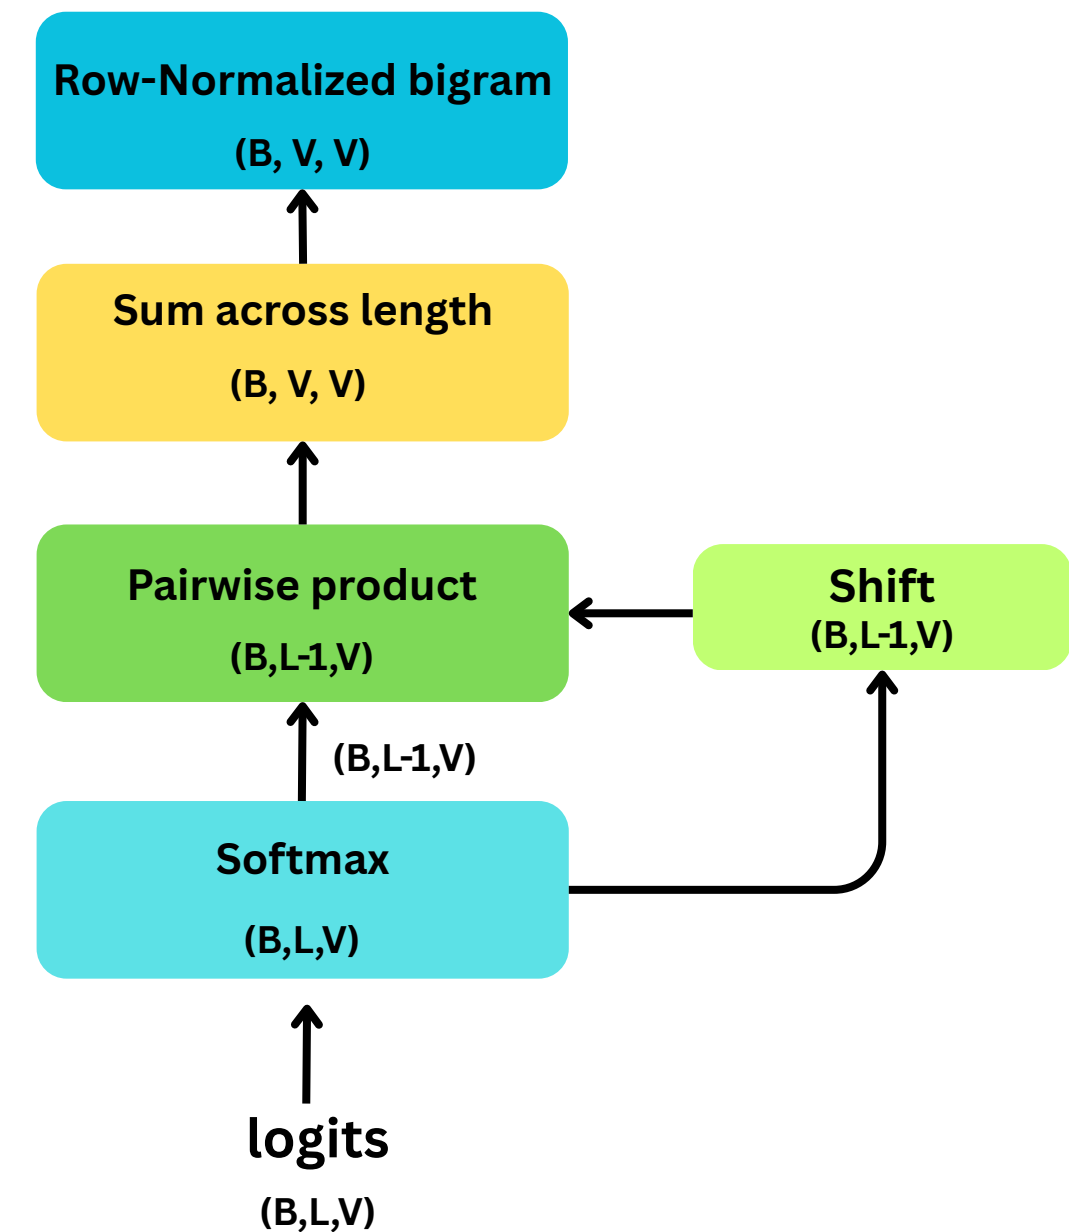 Row-Normalized bigram
(B, V, V)
Sum across length
(B, V, V)
Pairwise product
(B,L-1,V)
Shift
(B,L-1,V)
(B,L-1,V)
Softmax
(B,L,V)
logits
(B,L,V)